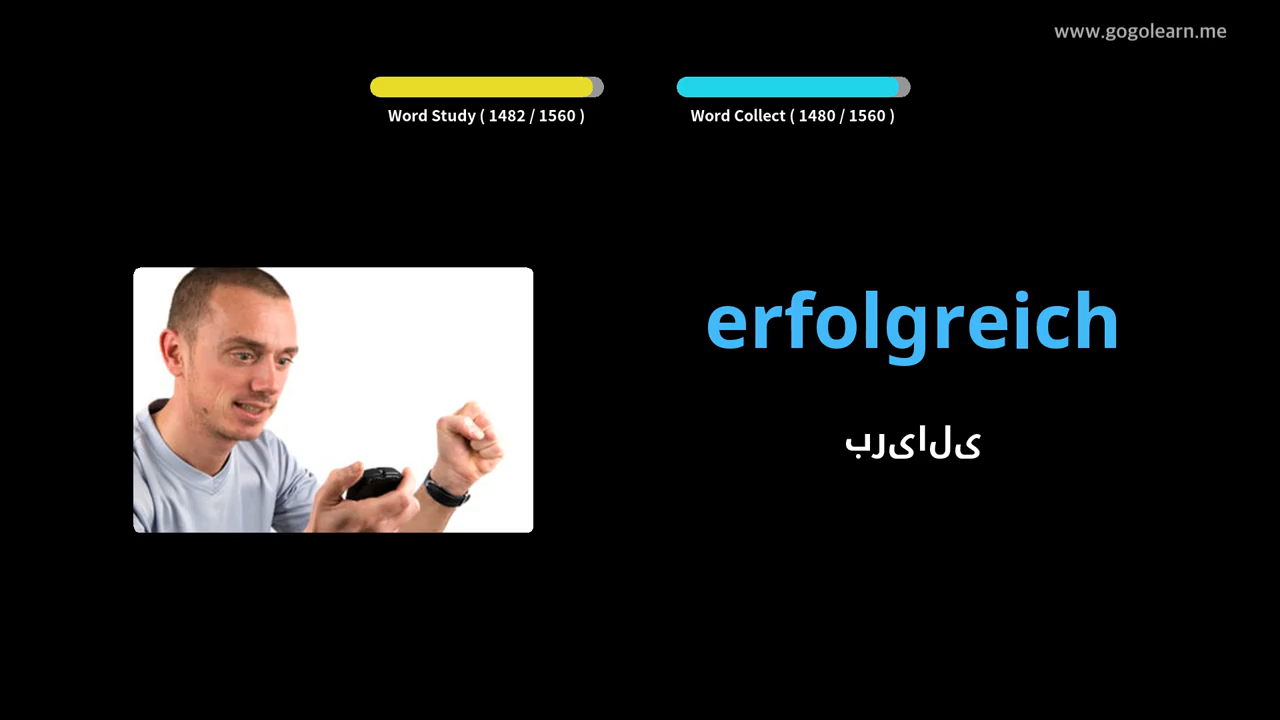 www.gogolearn.me
Word Study ( 1482 / 1560 )
Word Collect ( 1480 / 1560 )
erfolgreich
بریالی